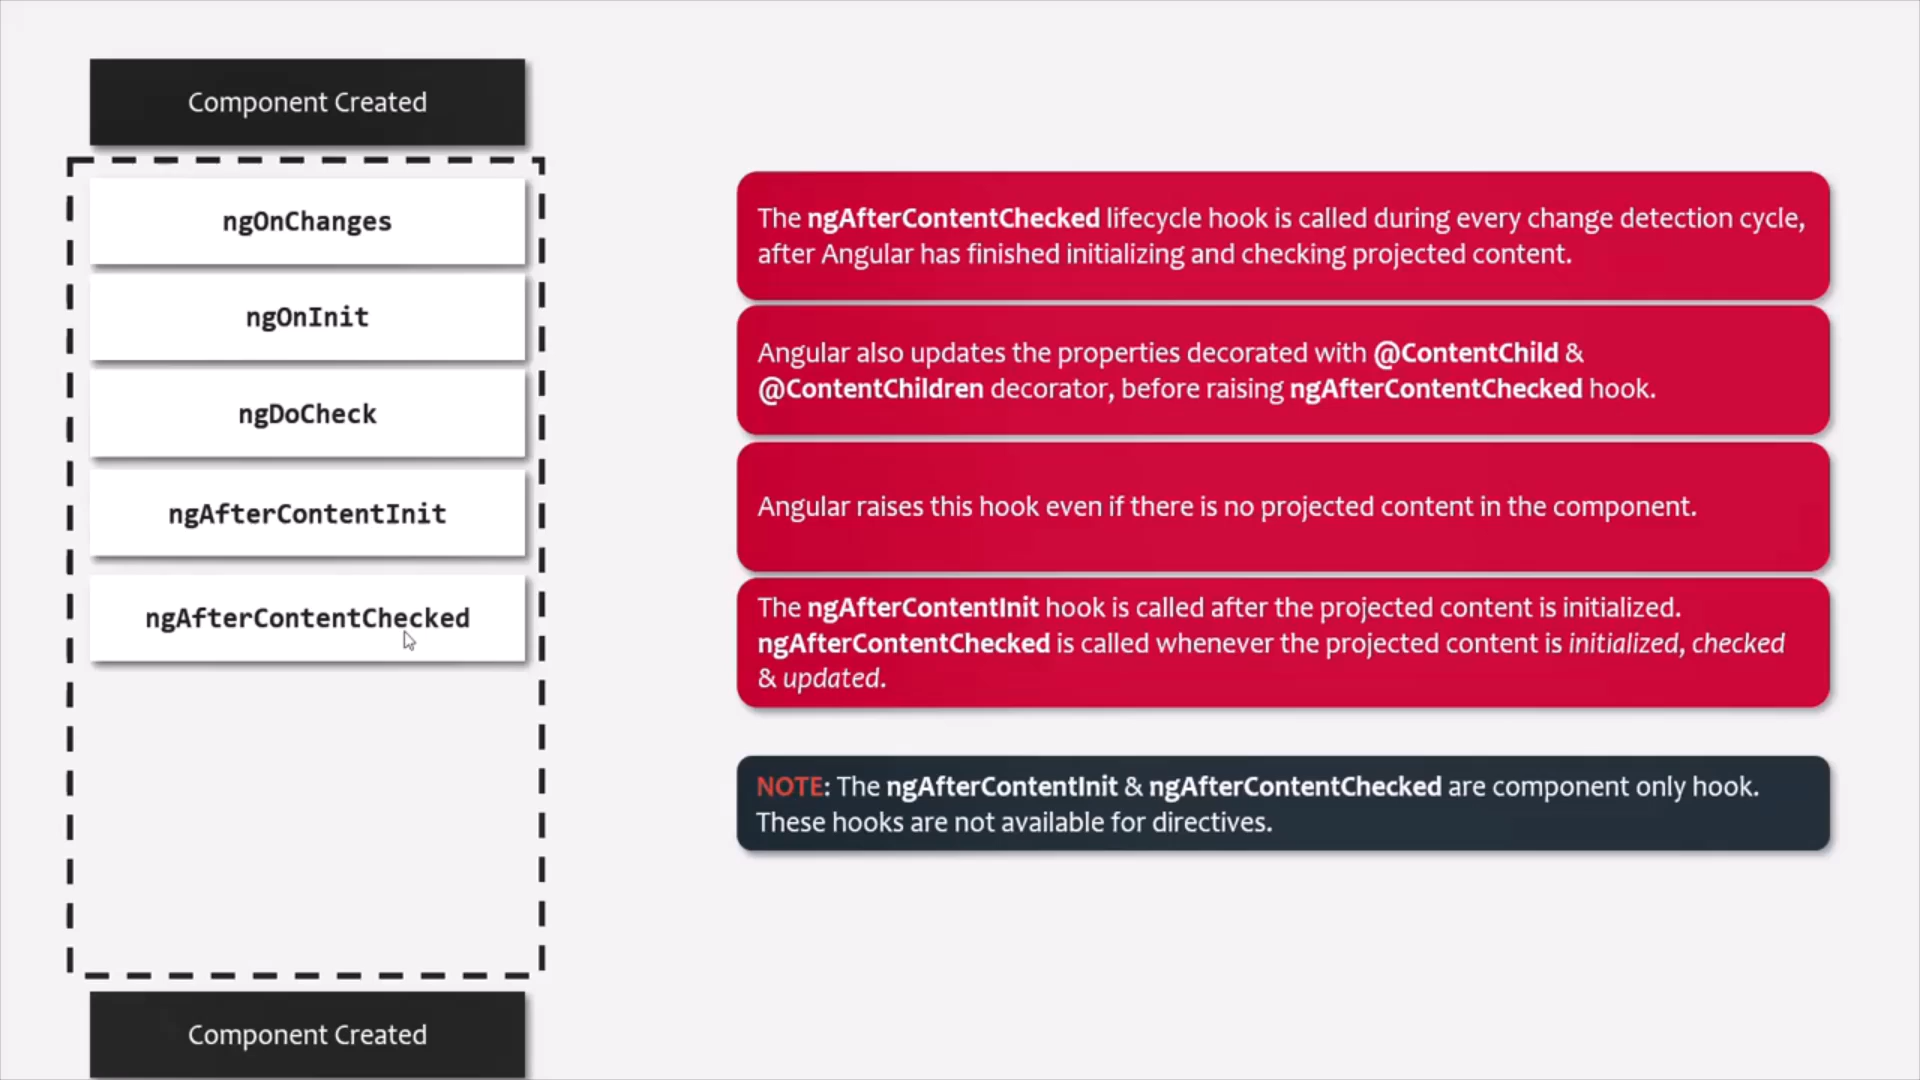 Component Created
ngOnChanges
ngOnInit
ngDoCheck
ngAfterContentInit
ngAfterContentChecked
Component Created
The ngAfterContentChecked lifecycle hook is called during every change detection cycle,
after Angular has finished initializing and checking projected content.
Angular also updates the properties decorated with @ContentChild &
@ContentChildren decorator, before raising ngAfterContentChecked hook.
Angular raises this hook even if there is no projected content in the component.
The ngAfterContentInit hook is called after the projected content is initialized.
ngAfterContentChecked is called whenever the projected content is initialized, checked
& updated.
NOTE: The ngAfterContentInit & ngAfterContentChecked are component only hook.
These hooks are not available for directives.